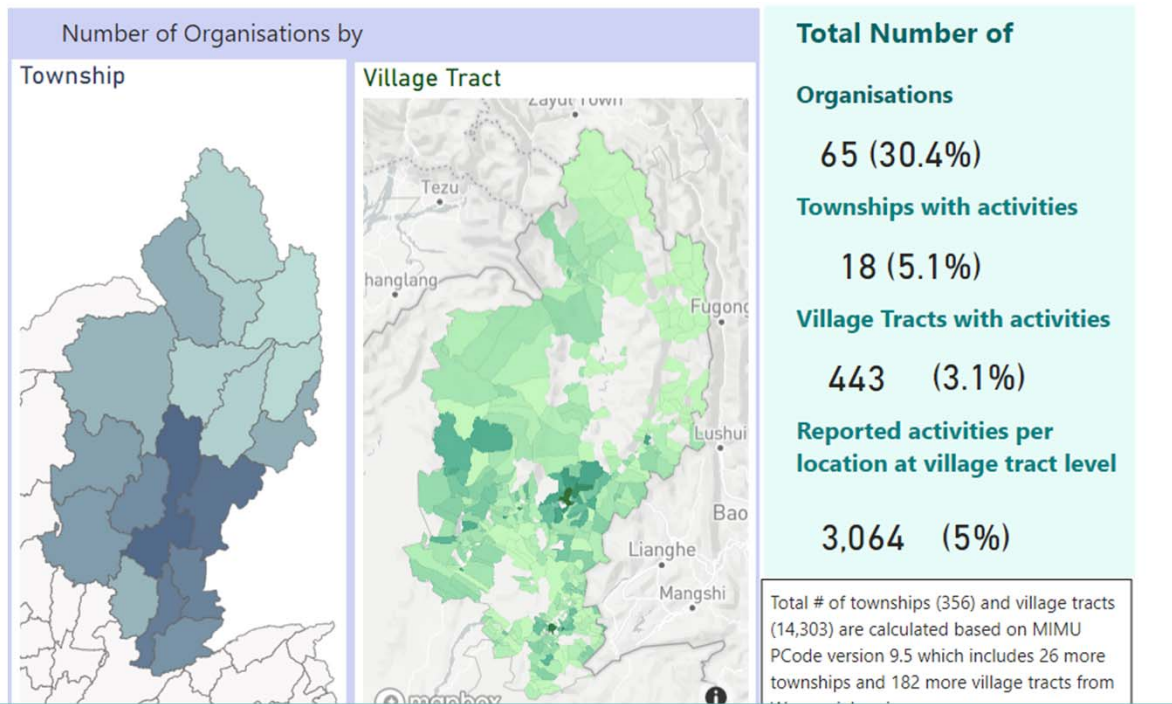 Number of Organisations by
Township
Village Tract
Zayul Town
Tezu
hanglang
Fugong
Lushui
Bao
Lianghe
Mangshi
mapbox
Total Number of
Organisations
65 (30.4%)
Townships with activities
18 (5.1%)
Village Tracts with activities
443 (3.1%)
Reported activities per
location at village tract level
3,064 (5%)
Total # of townships (356) and village tracts
(14,303) are calculated based on MIMU
PCode version 9.5 which includes 26 more
townships and 182 more village tracts from